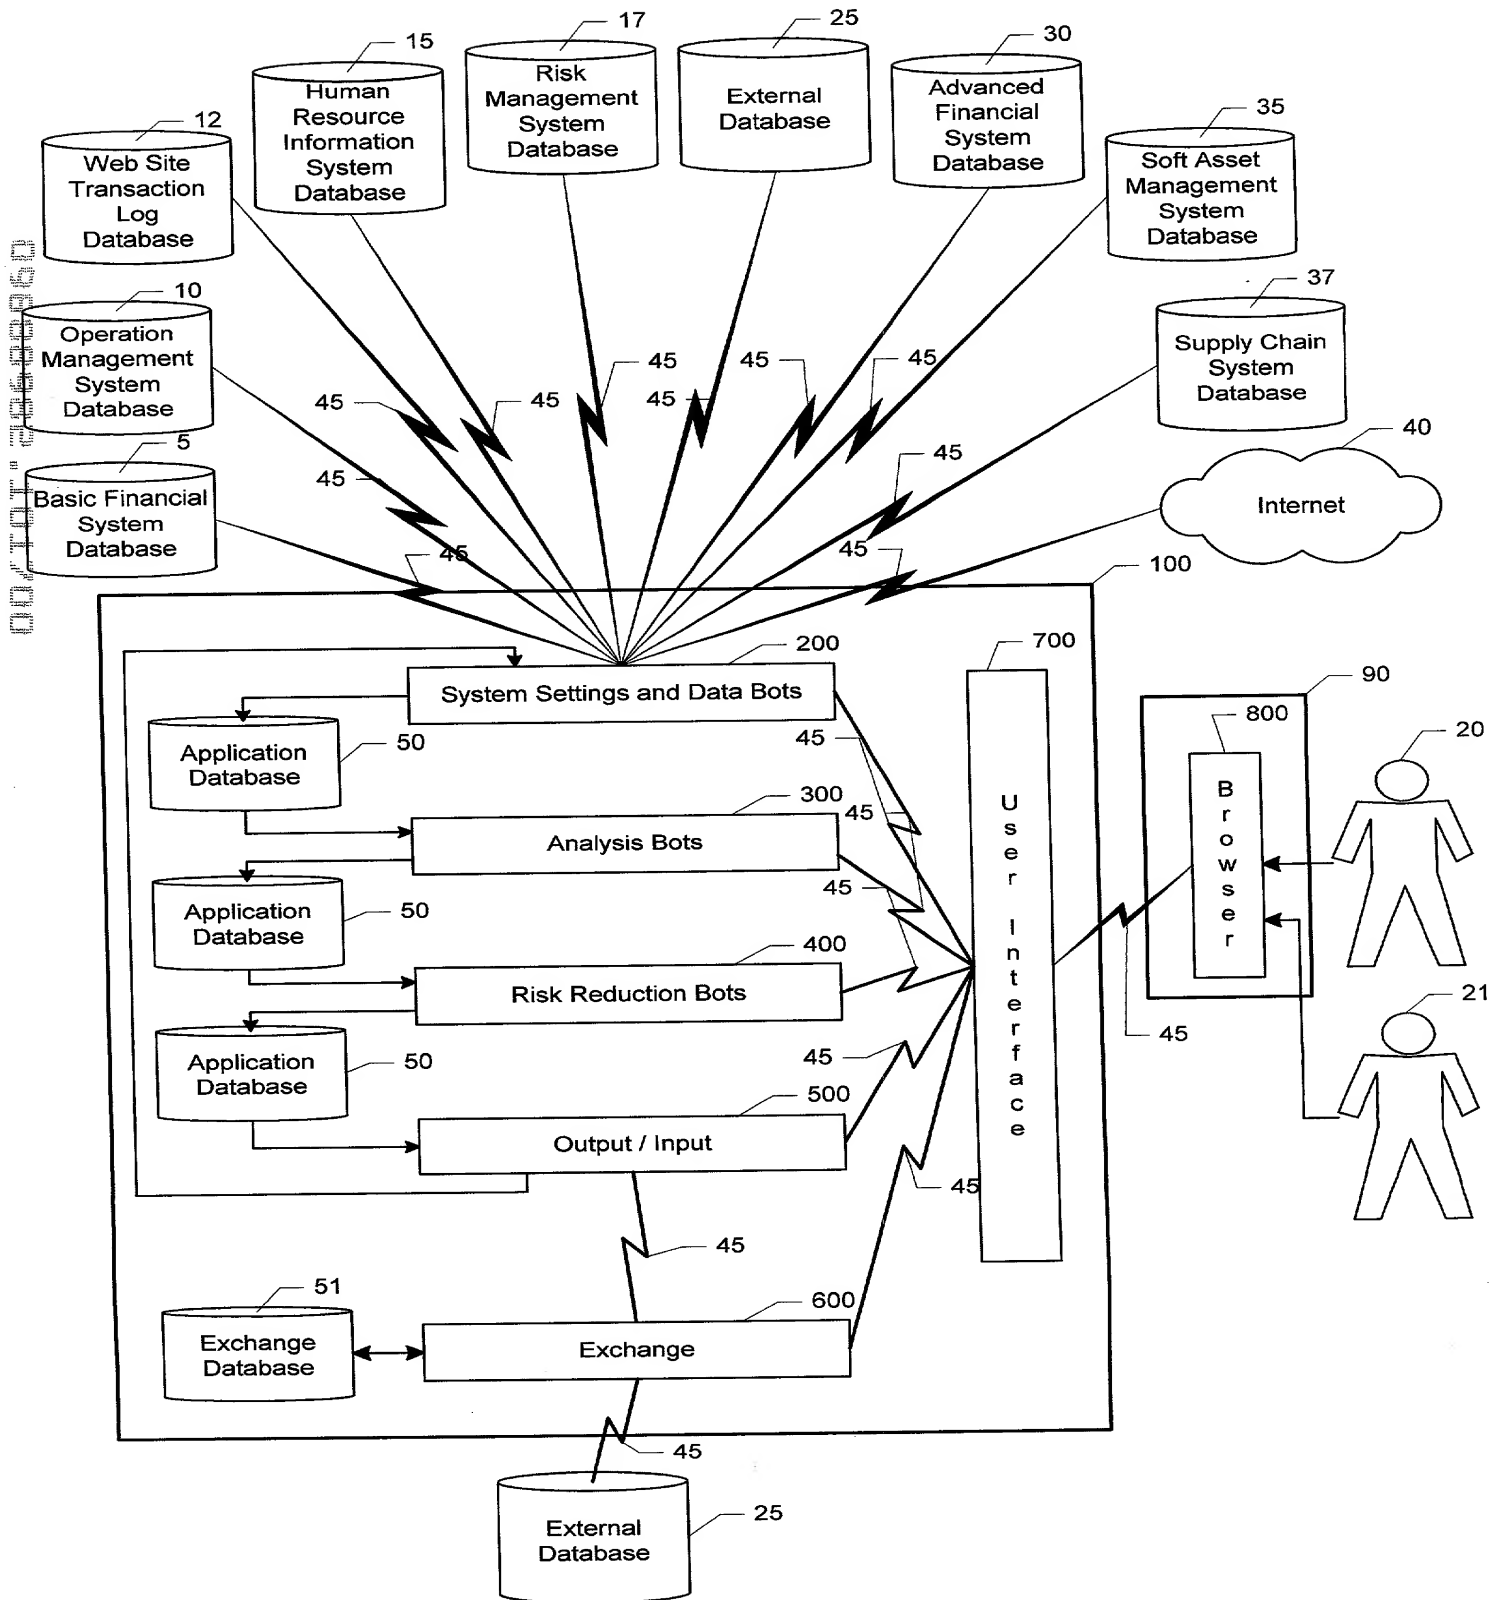 17
25
30
15
35
12
Risk
Management
System
Database
External
Database
Advanced
Financial
System
Database
Human
Resource
Information
System
Database
Web Site
Transaction
Log
Database
Soft Asset
Management
System
Database
10
37
Operation
Management
System
Database
Supply Chain
System
Database
45
45
45
45
45
45
45
40
5
45
45
Basic Financial
System
Database
Internet
45
45
100
200
700
90
System Settings and Data Bots
800
20
50
45
Application
Database
300
45
Analysis Bots
Browser
User Interface
45
50
Application
Database
400
Risk Reduction Bots
21
45
50
Application
Database
45
500
Output / Input
45
45
51
600
Exchange
Database
Exchange
45
25
External
Database